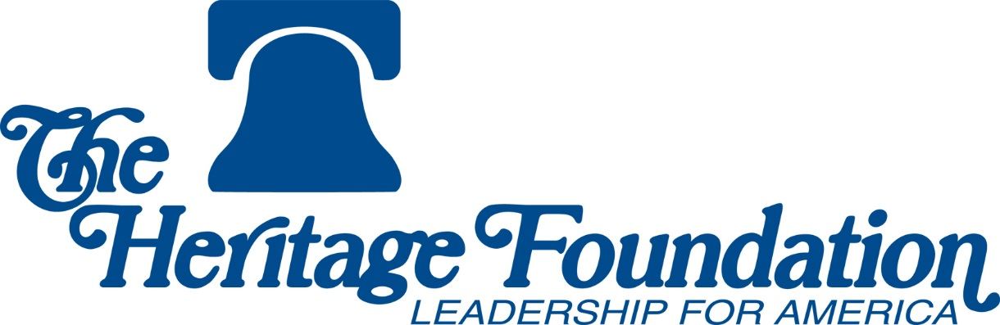 The
Heritage Foundation
LEADERSHIP FOR AMERICA